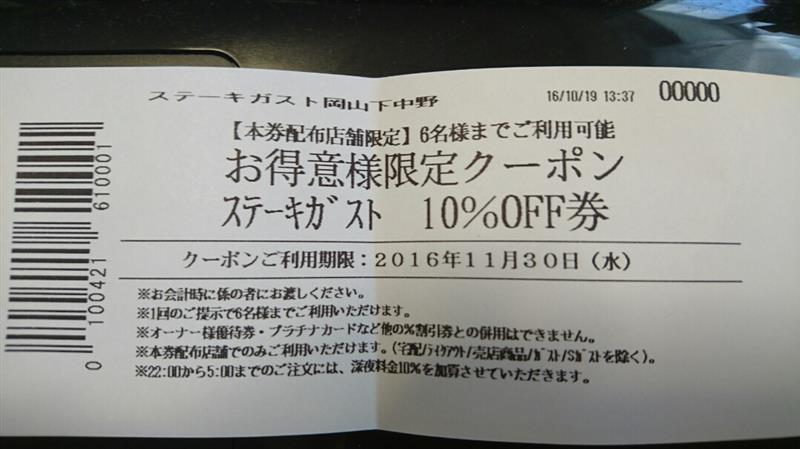 ステーキガスト岡山下中野 16/10/19 13:37 00000
【本券配布店舗限定】6名様までご利用可能
お得意様限定クーポン
ｽﾃｰｷｶﾞｽﾄ 10%OFF券
クーポンご利用期限：2016年11月30日（水）
※お会計時に係の者にお渡しください。
※1回のご提示で6名様までご利用いただけます。
※オーナー様優待券・プラチナカードなど他の%割引券との併用はできません。
※本券配布店舗でのみご利用いただけます。（宅配/ﾃｲｸｱｳﾄ/売店商品/ｶﾞｽﾄ/Sｶﾞｽﾄを除く）。
※22:00から5:00までのご注文には、深夜料金10%を加算させていただきます。
0 100421 610001